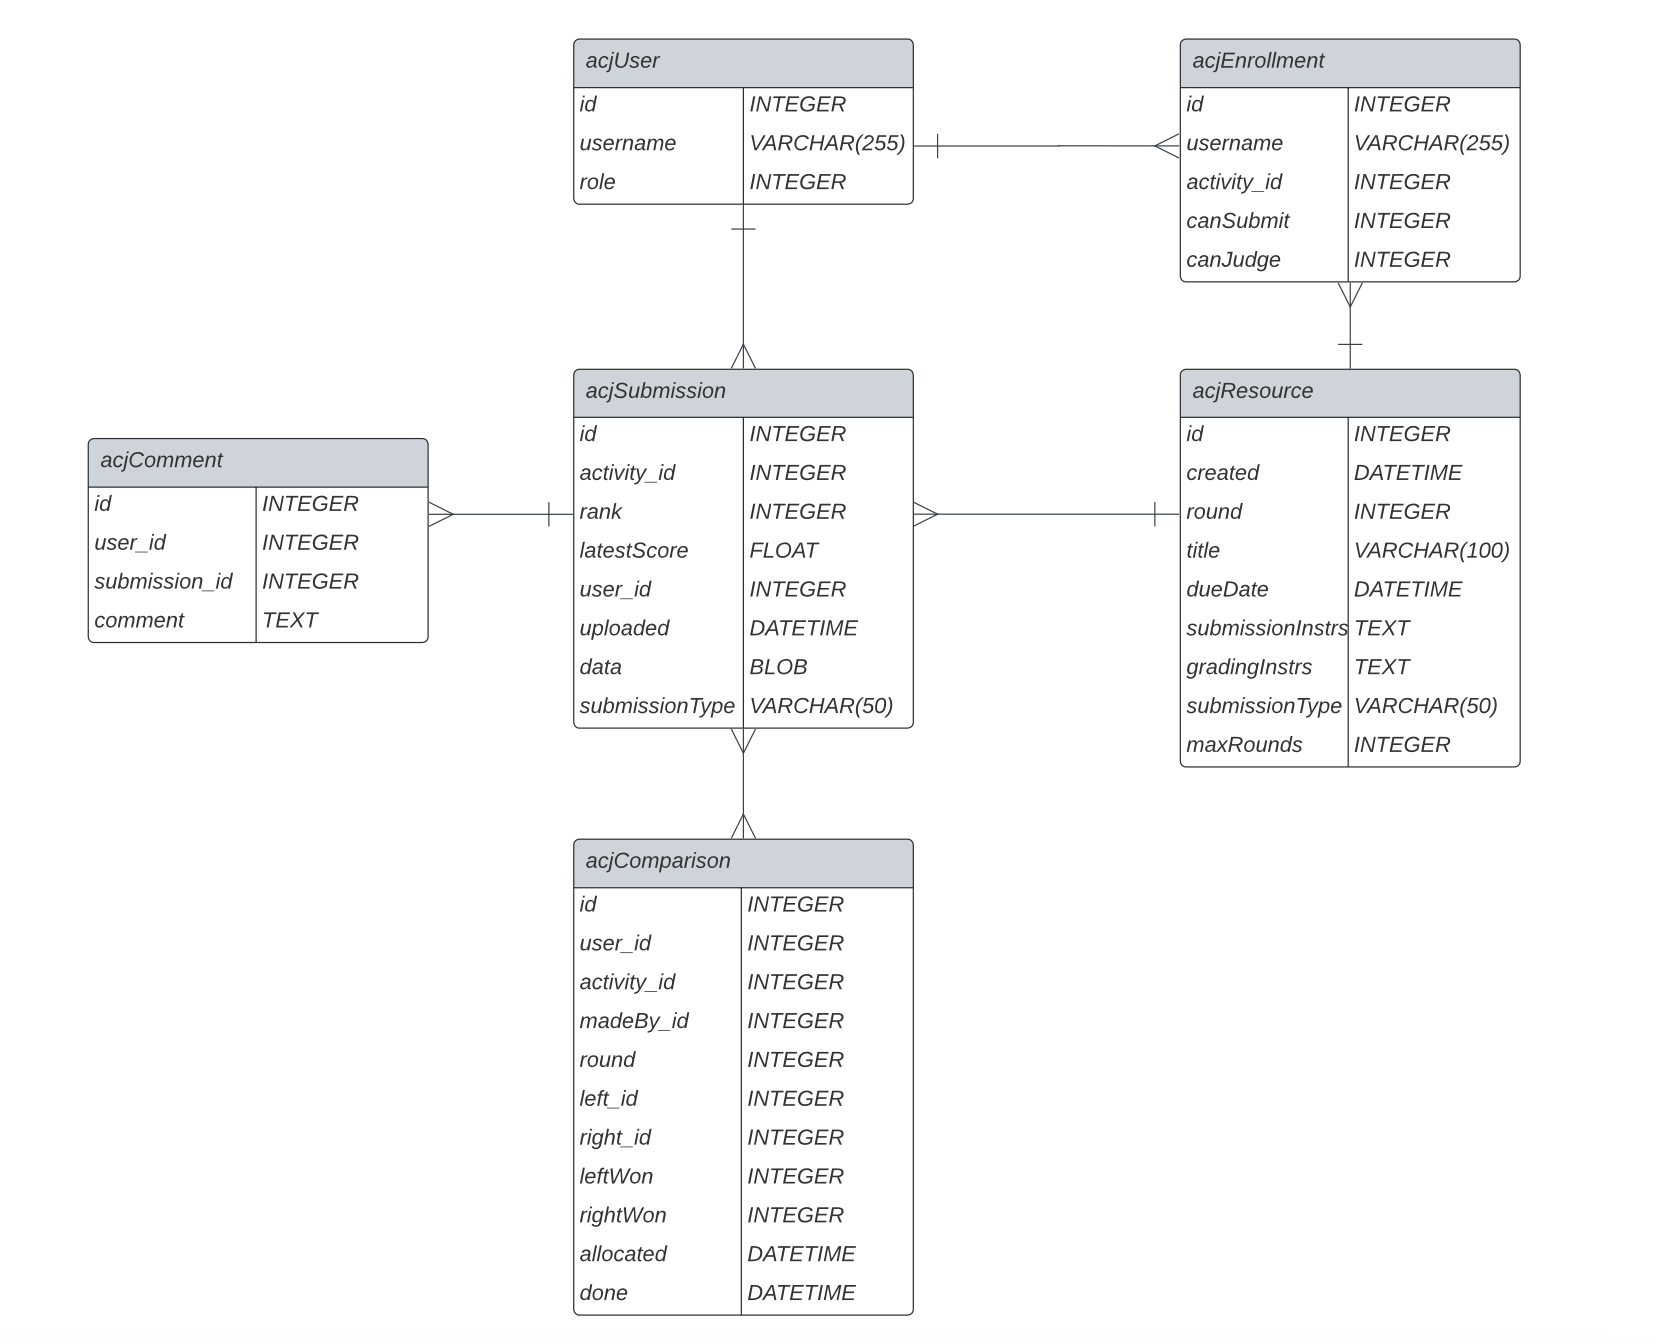 acjUser
id INTEGER
username VARCHAR(255)
role INTEGER
acjEnrollment
id INTEGER
username VARCHAR(255)
activity_id INTEGER
canSubmit INTEGER
canJudge INTEGER
acjComment
id INTEGER
user_id INTEGER
submission_id INTEGER
comment TEXT
acjSubmission
id INTEGER
activity_id INTEGER
rank INTEGER
latestScore FLOAT
user_id INTEGER
uploaded DATETIME
data BLOB
submissionType VARCHAR(50)
acjResource
id INTEGER
created DATETIME
round INTEGER
title VARCHAR(100)
dueDate DATETIME
submissionInstrs TEXT
gradingInstrs TEXT
submissionType VARCHAR(50)
maxRounds INTEGER
acjComparison
id INTEGER
user_id INTEGER
activity_id INTEGER
madeBy_id INTEGER
round INTEGER
left_id INTEGER
right_id INTEGER
leftWon INTEGER
rightWon INTEGER
allocated DATETIME
done DATETIME